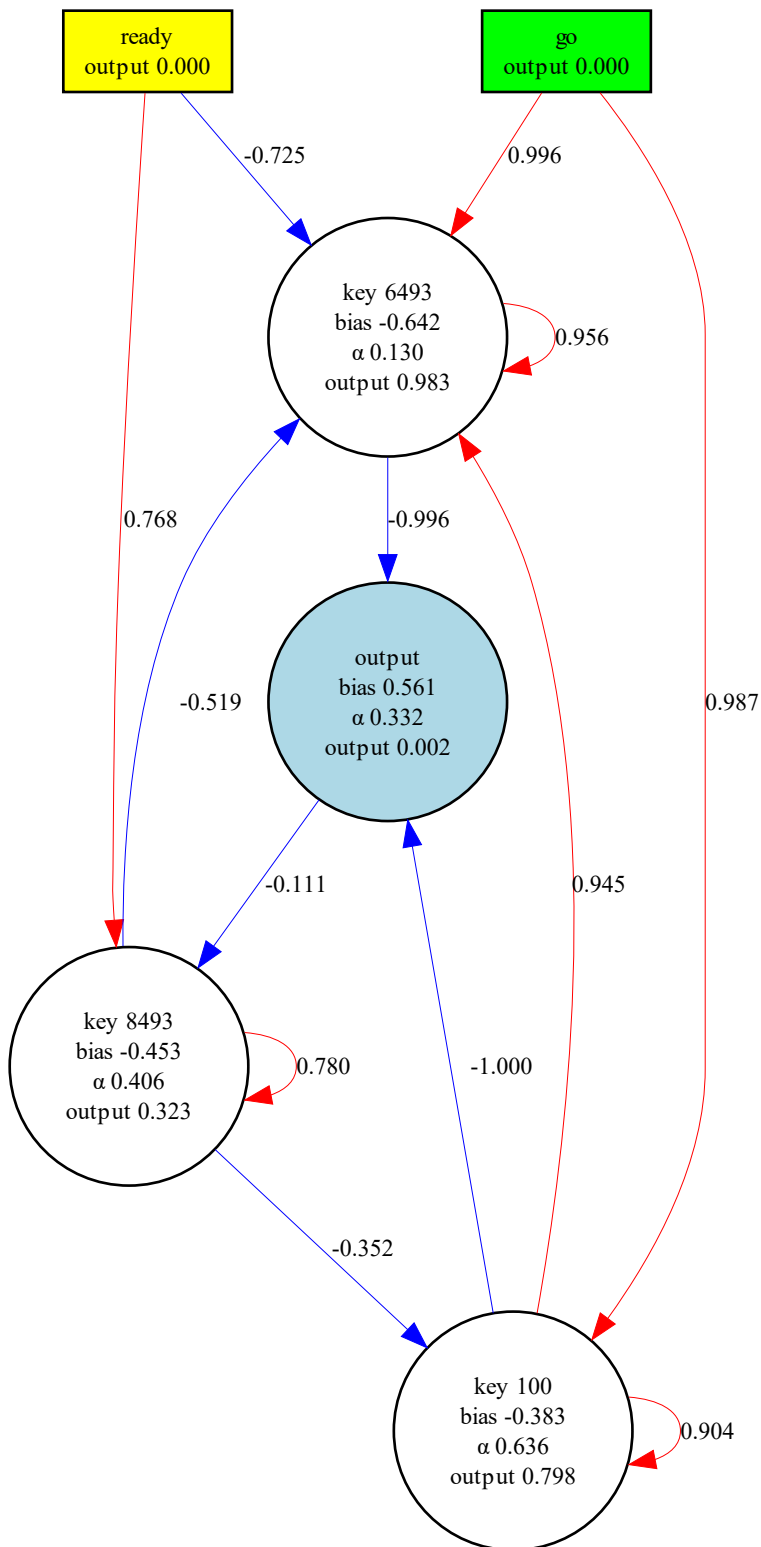 ready
output 0.000
go
output 0.000
-0.725
0.996
key 6493
bias -0.642
α 0.130
output 0.983
0.956
0.768
-0.996
-0.519
output
bias 0.561
α 0.332
output 0.002
0.987
-0.111
0.945
key 8493
bias -0.453
α 0.406
output 0.323
0.780
-1.000
-0.352
key 100
bias -0.383
α 0.636
output 0.798
0.904